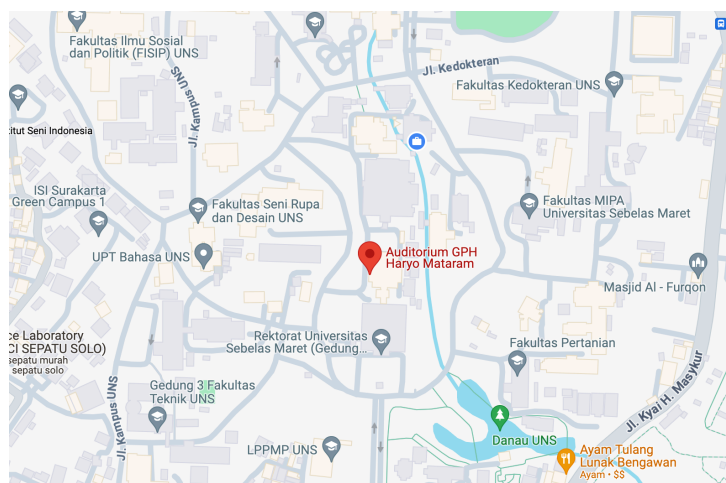 Fakultas Ilmu Sosial
dan Politik (FISIP) UNS
Jl. Kedokteran
Fakultas Kedokteran UNS
Jl. Kampus UNS
titut Seni Indonesia
ISI Surakarta
Green Campus 1
Fakultas Seni Rupa
dan Desain UNS
Fakultas MIPA
Universitas Sebelas Maret
UPT Bahasa UNS
Auditorium GPH
Haryo Mataram
Masjid Al - Furqon
ce Laboratory
CI SEPATU SOLO)
sepatu murah
sepatu solo
Rektorat Universitas
Sebelas Maret (Gedung...
Fakultas Pertanian
Gedung 3 Fakultas
Teknik UNS
Jl. Kampus UNS
Jl. Kyai H. Masykur
LPPMP UNS
Danau UNS
Ayam Tulang
Lunak Bengawan
Ayam • $$